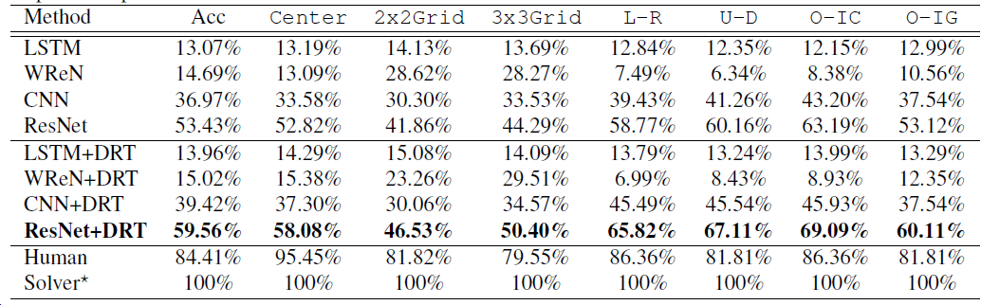 Method Acc Center 2x2Grid 3x3Grid L-R U-D O-IC O-IG
LSTM 13.07% 13.19% 14.13% 13.69% 12.84% 12.35% 12.15% 12.99%
WReN 14.69% 13.09% 28.62% 28.27% 7.49% 6.34% 8.38% 10.56%
CNN 36.97% 33.58% 30.30% 33.53% 39.43% 41.26% 43.20% 37.54%
ResNet 53.43% 52.82% 41.86% 44.29% 58.77% 60.16% 63.19% 53.12%
LSTM+DRT 13.96% 14.29% 15.08% 14.09% 13.79% 13.24% 13.99% 13.29%
WReN+DRT 15.02% 15.38% 23.26% 29.51% 6.99% 8.43% 8.93% 12.35%
CNN+DRT 39.42% 37.30% 30.06% 34.57% 45.49% 45.54% 45.93% 37.54%
ResNet+DRT 59.56% 58.08% 46.53% 50.40% 65.82% 67.11% 69.09% 60.11%
Human 84.41% 95.45% 81.82% 79.55% 86.36% 81.81% 86.36% 81.81%
Solver* 100% 100% 100% 100% 100% 100% 100% 100%